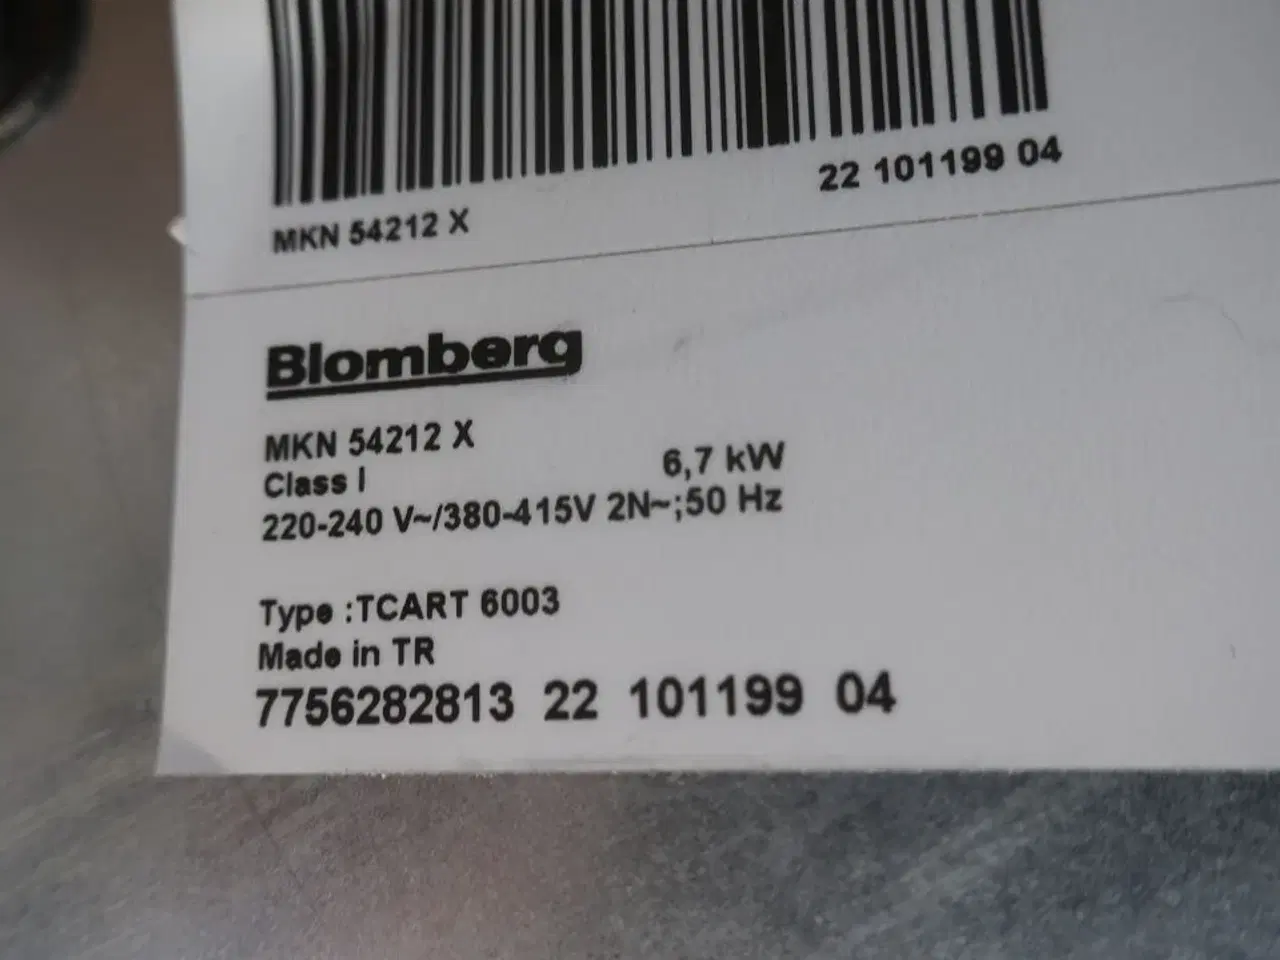 22 101199 04
MKN 54212 X
Blomberg
MKN 54212 X
Class I
6,7 kW
220-240 V~/380-415V 2N~;50 Hz
Type :TCART 6003
Made in TR
7756282813 22 101199 04